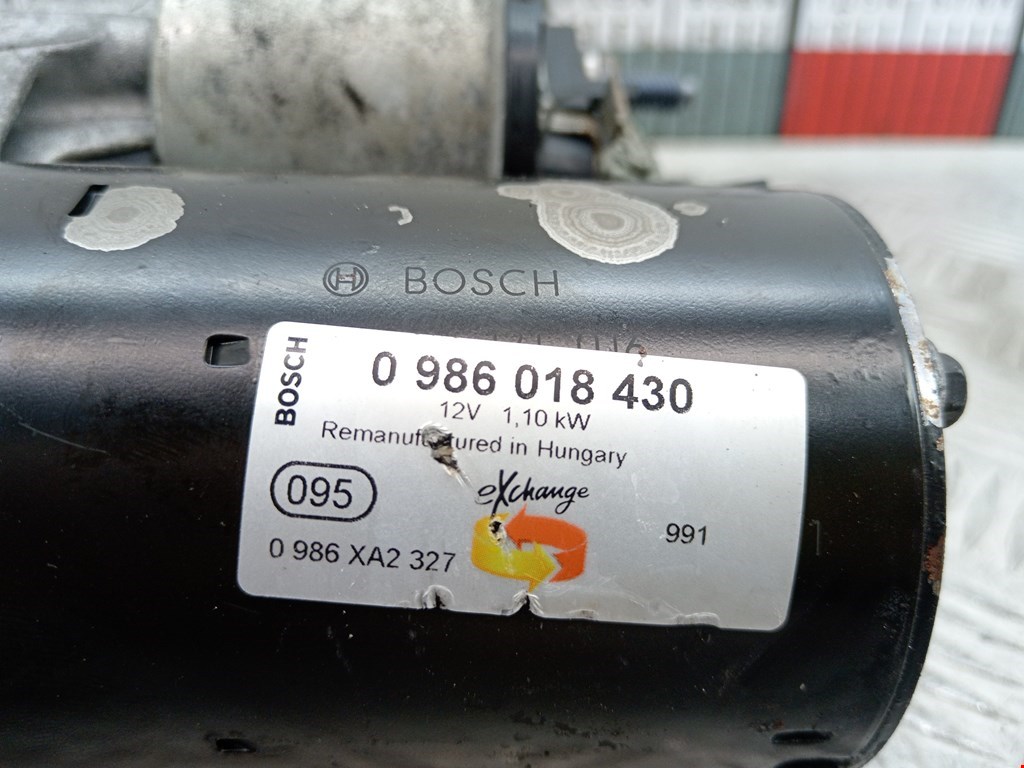 BOSCH
BOSCH
0 986 018 430
12V 1,10 kW
in Hungary
095
eXchange
991
0 986 XA2 327